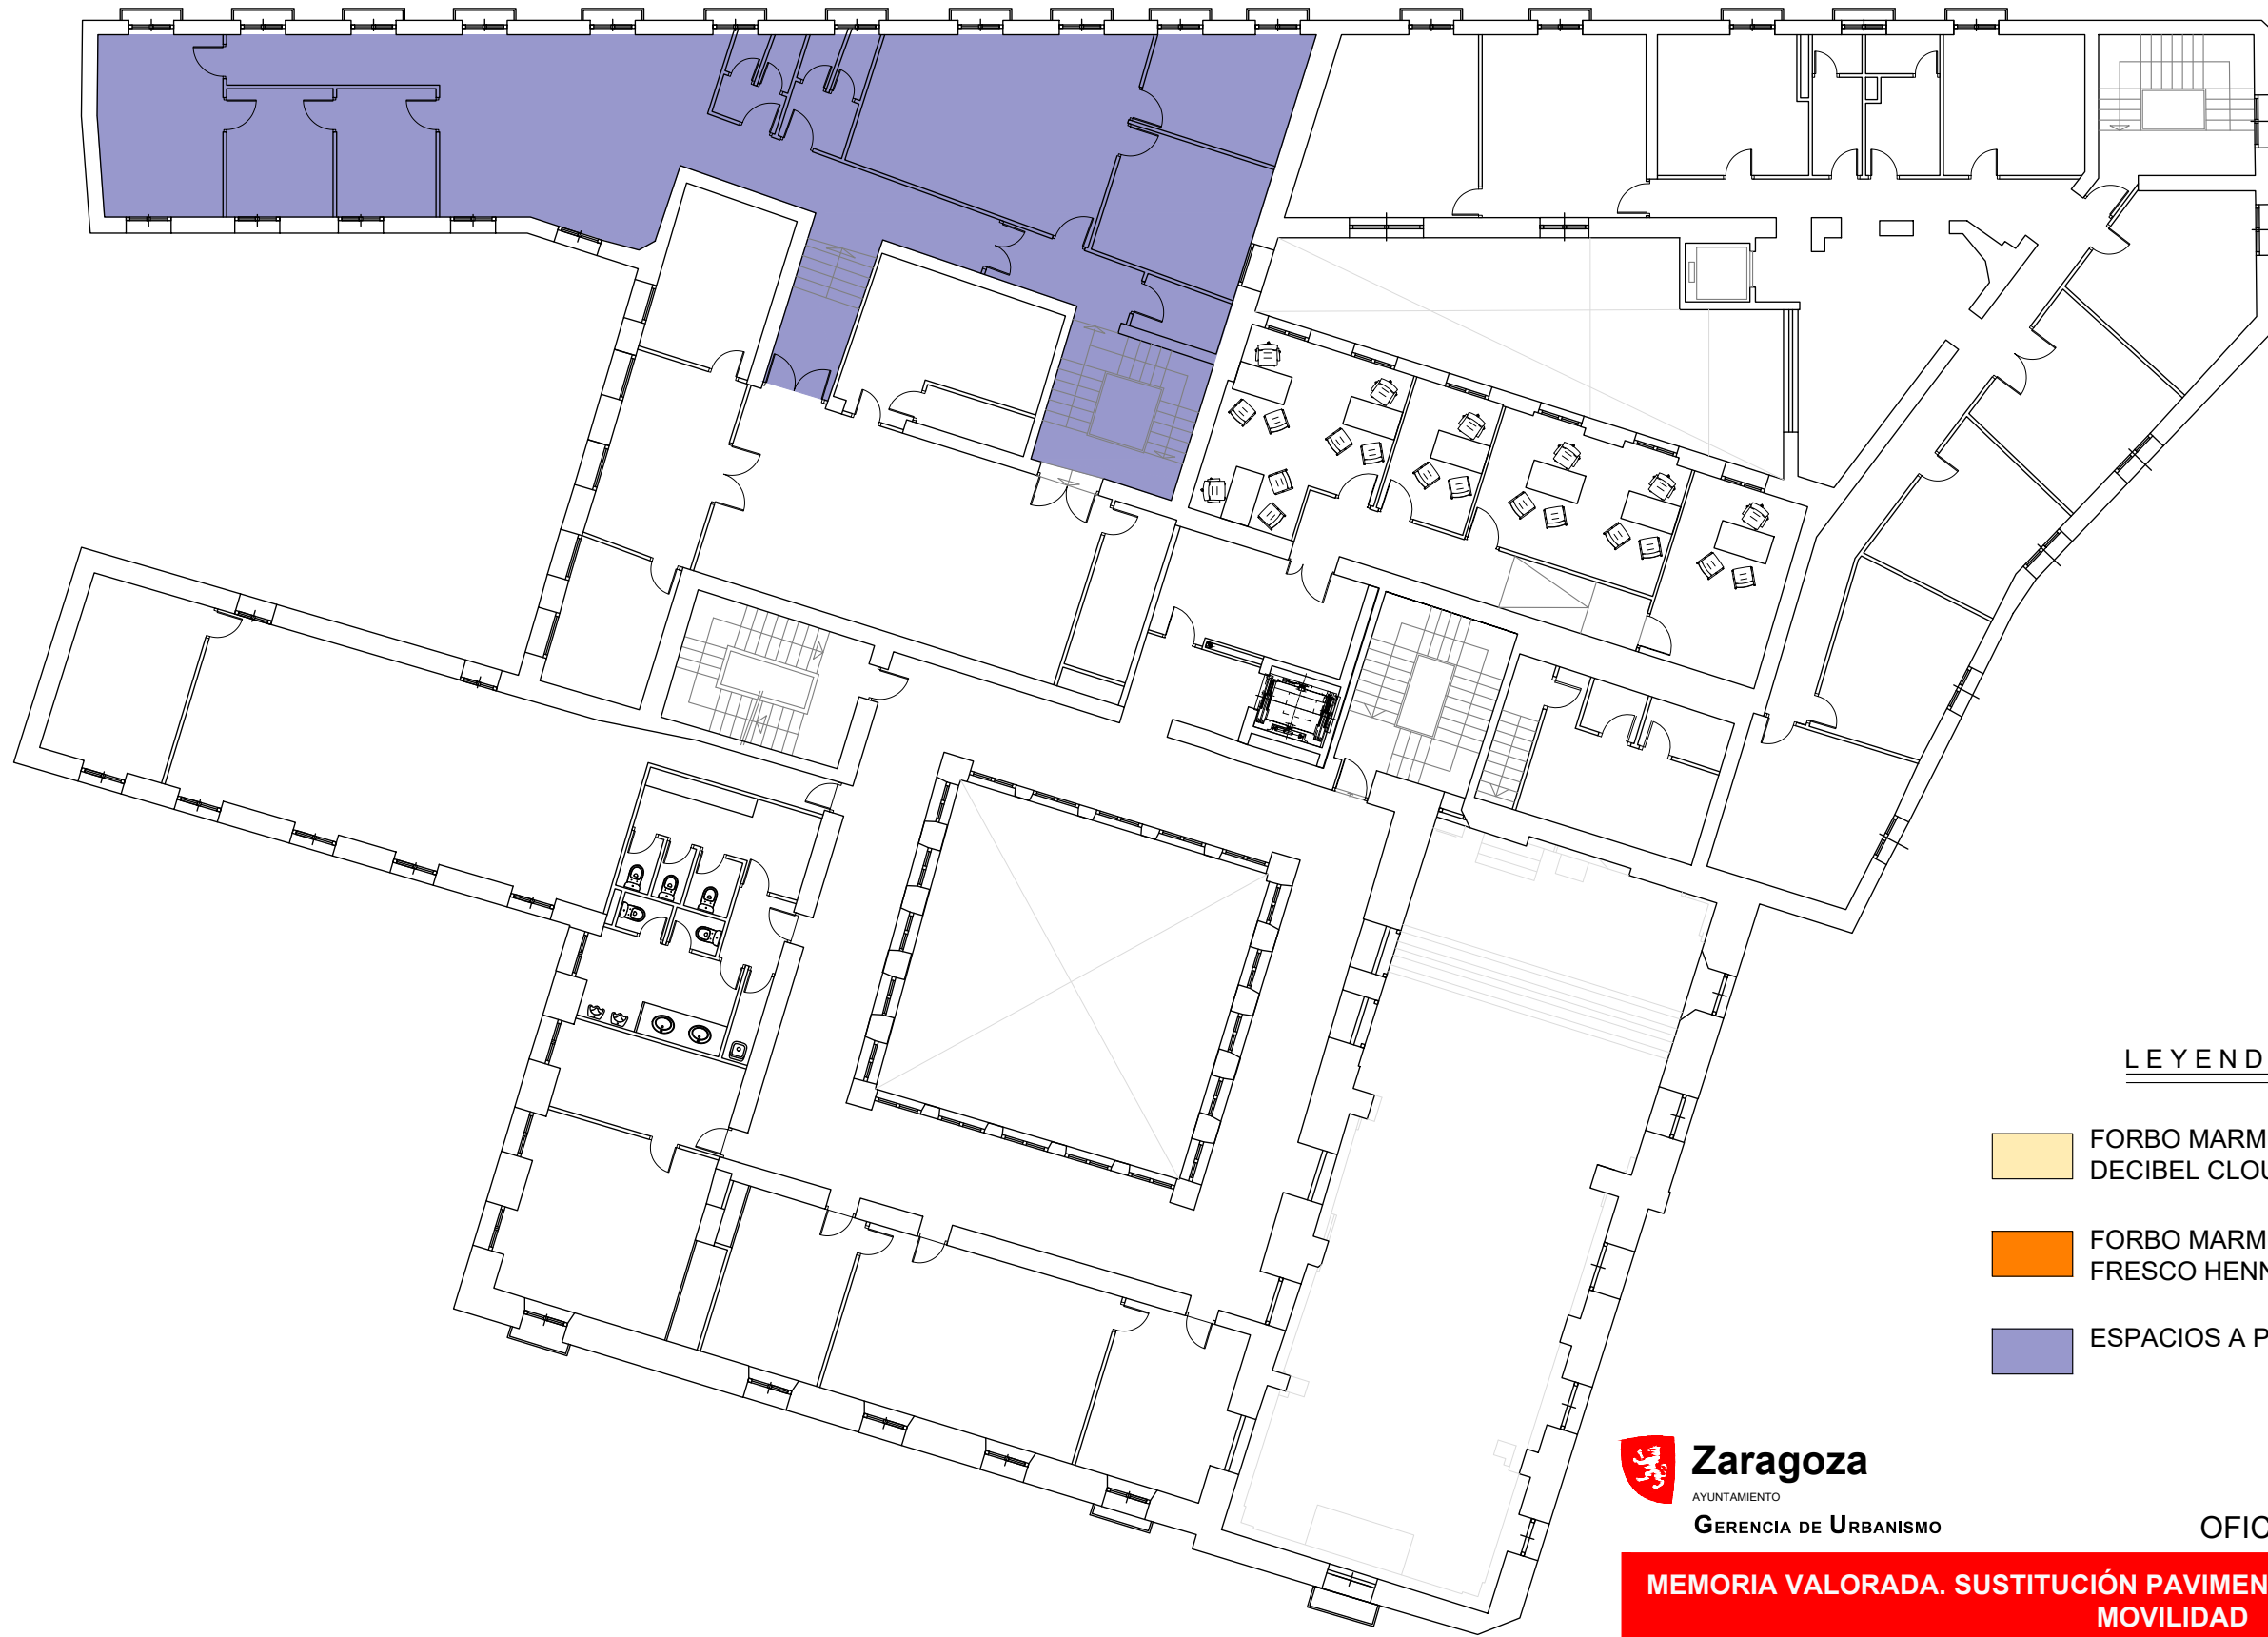 L E Y E N D
FORBO MARM
DECIBEL CLOU
FORBO MARM
FRESCO HENN
ESPACIOS A P
Zaragoza
AYUNTAMIENTO
GERENCIA DE URBANISMO
OFIC
MEMORIA VALORADA. SUSTITUCIÓN PAVIMEN
MOVILIDAD